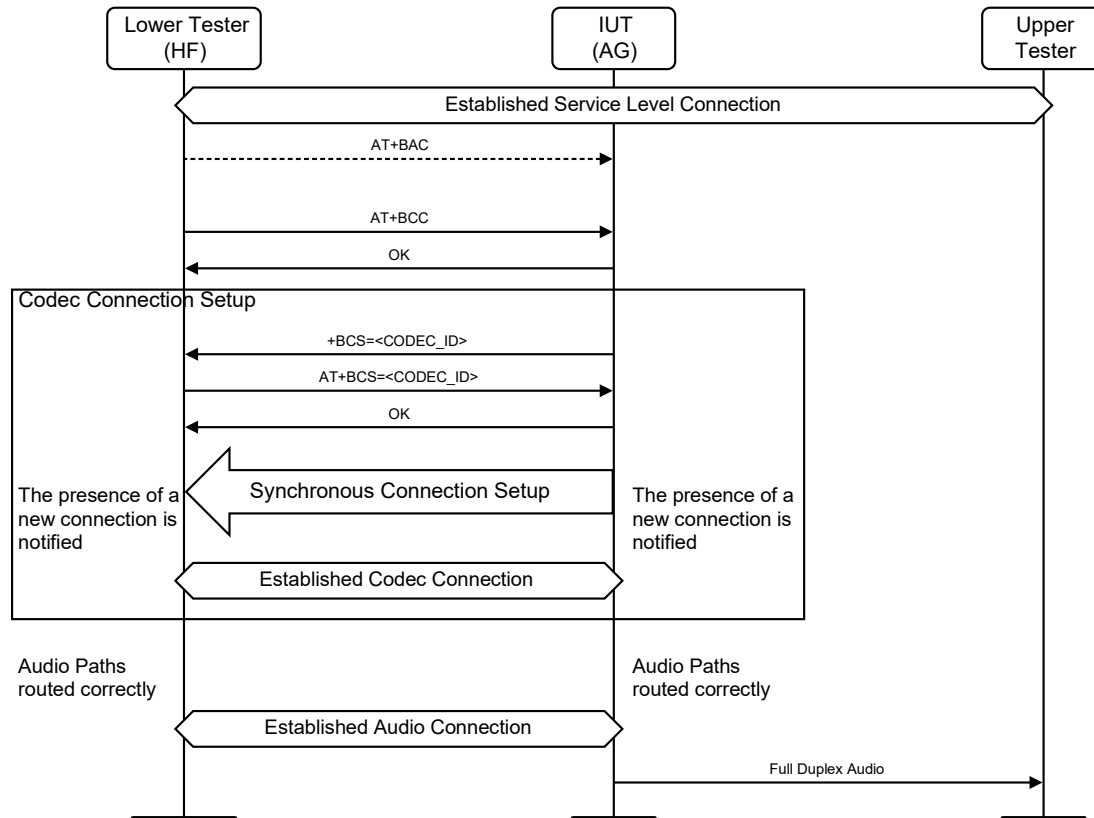 Lower Tester
(HF)
IUT
(AG)
Upper
Tester
Established Service Level Connection
AT+BAC
AT+BCC
OK
Codec Connection Setup
+BCS=<CODEC_ID>
AT+BCS=<CODEC_ID>
OK
Synchronous Connection Setup
The presence of a
new connection is
notified
The presence of a
new connection is
notified
Established Codec Connection
Audio Paths
routed correctly
Audio Paths
routed correctly
Established Audio Connection
Full Duplex Audio